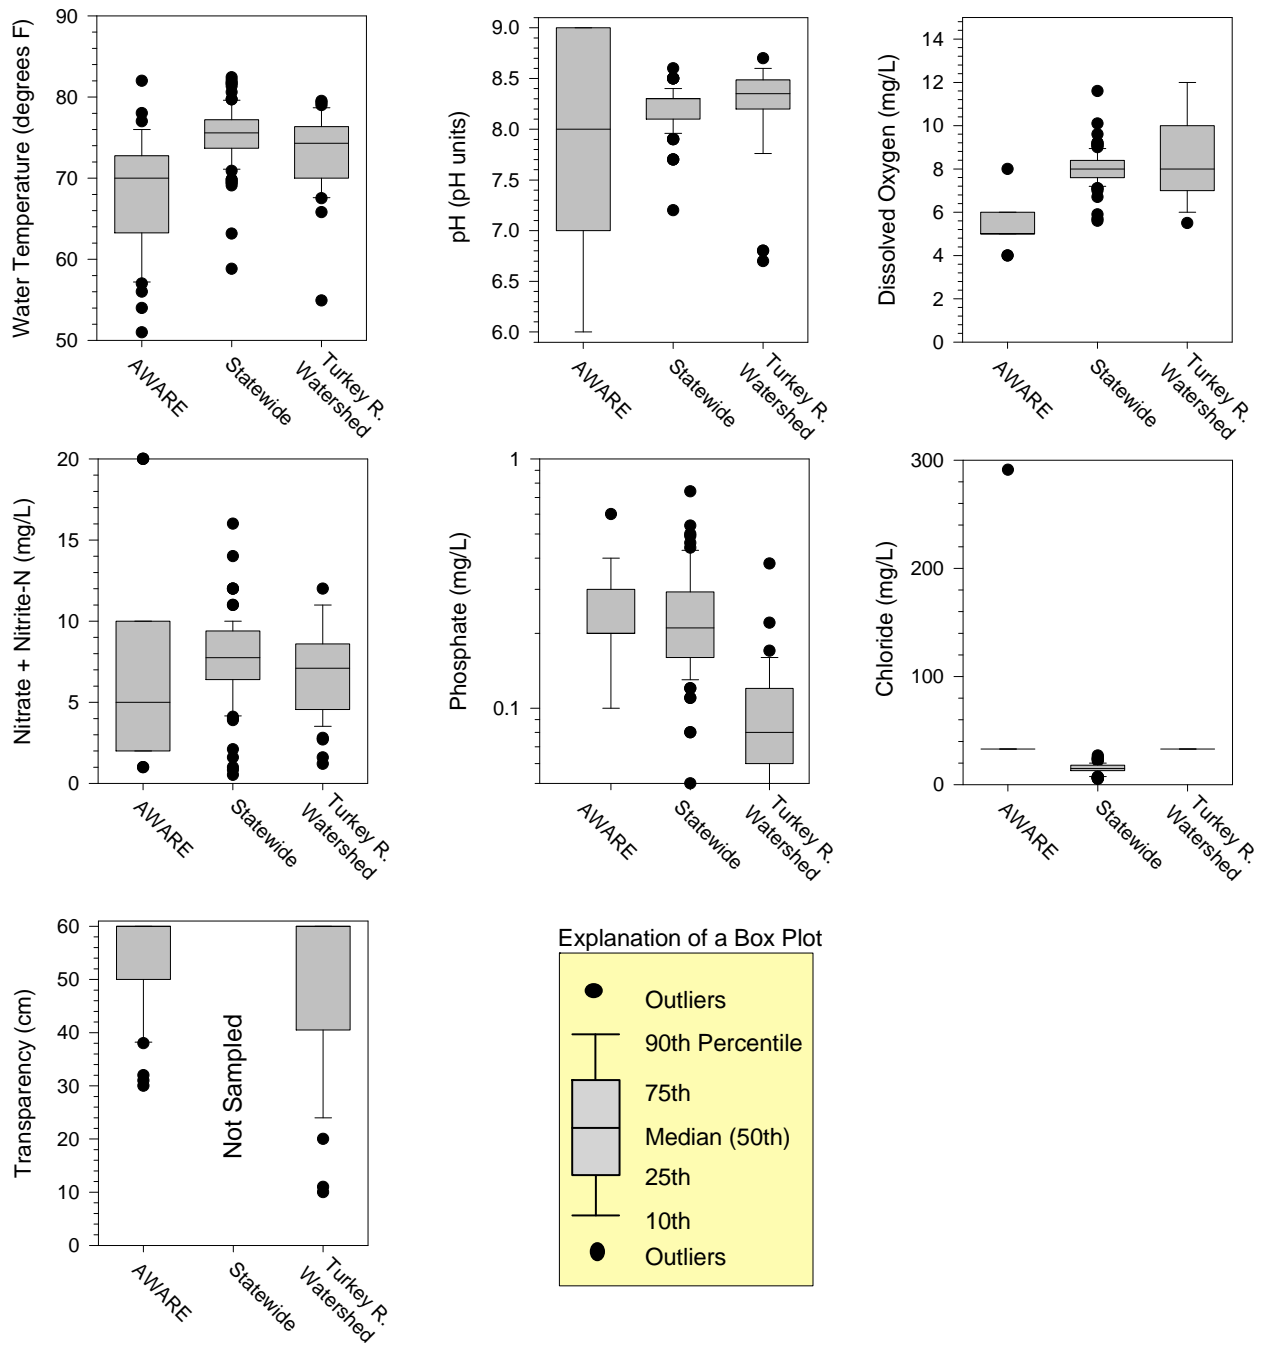 Water Temperature (degrees F)
90
80
70
60
50
AWARE
Statewide
Turkey R.
Watershed
pH (pH units)
9.0
8.5
8.0
7.5
7.0
6.5
6.0
AWARE
Statewide
Turkey R.
Watershed
Dissolved Oxygen (mg/L)
14
12
10
8
6
4
2
0
AWARE
Statewide
Turkey R.
Watershed
Nitrate + Nitrite-N (mg/L)
20
15
10
5
0
AWARE
Statewide
Turkey R.
Watershed
Phosphate (mg/L)
1
0.1
AWARE
Statewide
Turkey R.
Watershed
Chloride (mg/L)
300
200
100
0
AWARE
Statewide
Turkey R.
Watershed
Transparency (cm)
60
50
40
30
20
10
0
Not Sampled
AWARE
Statewide
Turkey R.
Watershed
Explanation of a Box Plot
Outliers
90th Percentile
75th
Median (50th)
25th
10th
Outliers